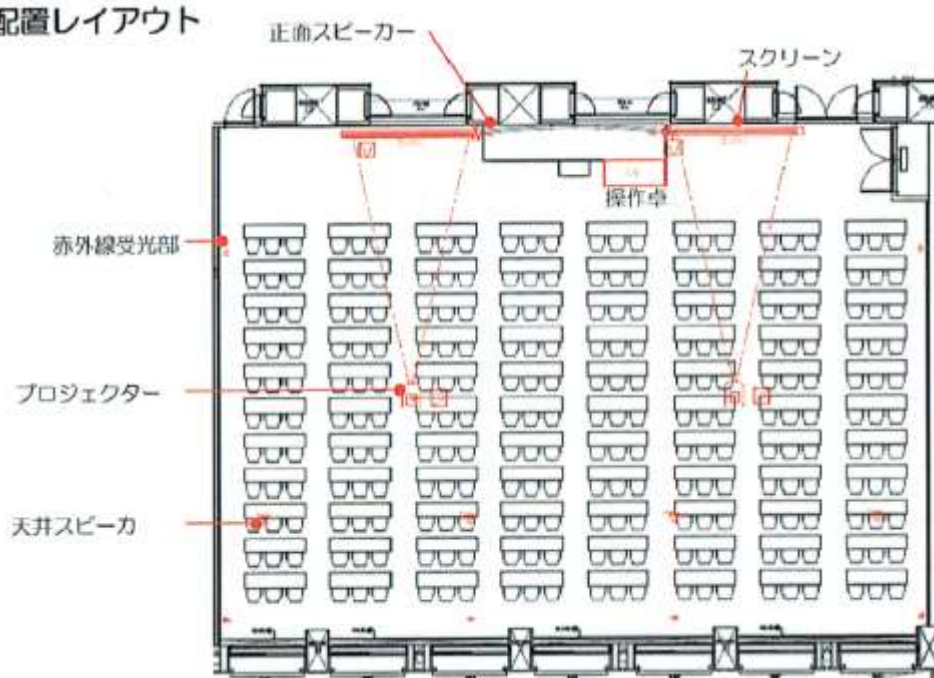 配置レイアウト
正面スピーカー
スクリーン
操作卓
赤外線受光部
プロジェクター
天井スピーカ